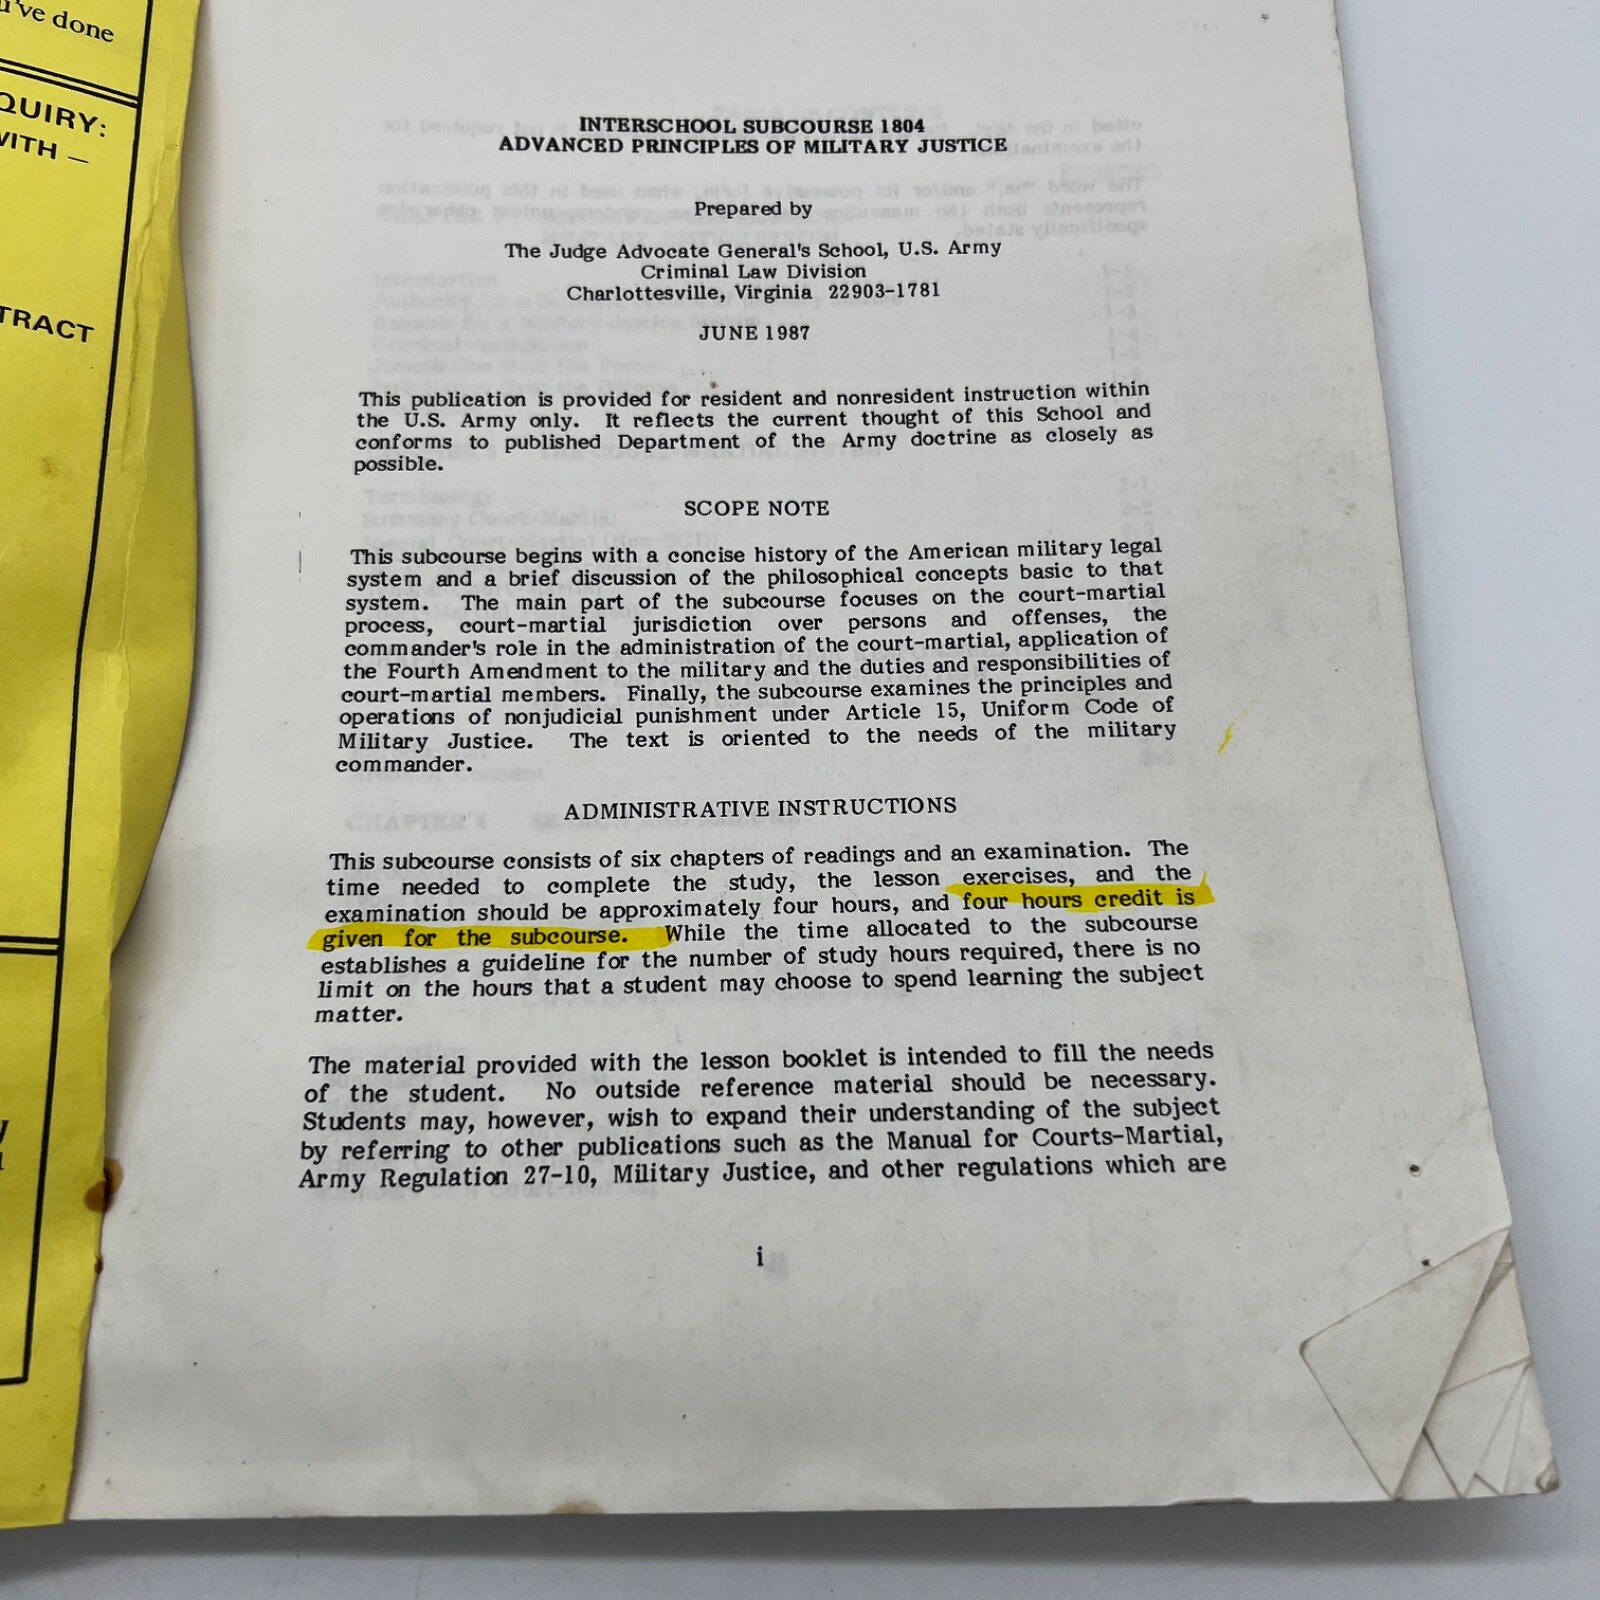 u've done
QUIRY:
WITH —
TRACT
INTERSCHOOL SUBCOURSE 1804
ADVANCED PRINCIPLES OF MILITARY JUSTICE
Prepared by
The Judge Advocate General's School, U.S. Army
Criminal Law Division
Charlottesville, Virginia 22903-1781
JUNE 1987
This publication is provided for resident and nonresident instruction within
the U.S. Army only. It reflects the current thought of this School and
conforms to published Department of the Army doctrine as closely as
possible.
SCOPE NOTE
This subcourse begins with a concise history of the American military legal
system and a brief discussion of the philosophical concepts basic to that
system. The main part of the subcourse focuses on the court-martial
process, court-martial jurisdiction over persons and offenses, the
commander's role in the administration of the court-martial, application of
the Fourth Amendment to the military and the duties and responsibilities of
court-martial members. Finally, the subcourse examines the principles and
operations of nonjudicial punishment under Article 15, Uniform Code of
Military Justice. The text is oriented to the needs of the military
commander.
ADMINISTRATIVE INSTRUCTIONS
This subcourse consists of six chapters of readings and an examination. The
time needed to complete the study, the lesson exercises, and the
examination should be approximately four hours, and four hours credit is
given for the subcourse. While the time allocated to the subcourse
establishes a guideline for the number of study hours required, there is no
limit on the hours that a student may choose to spend learning the subject
matter.
The material provided with the lesson booklet is intended to fill the needs
of the student. No outside reference material should be necessary.
Students may, however, wish to expand their understanding of the subject
by referring to other publications such as the Manual for Courts-Martial,
Army Regulation 27-10, Military Justice, and other regulations which are
i